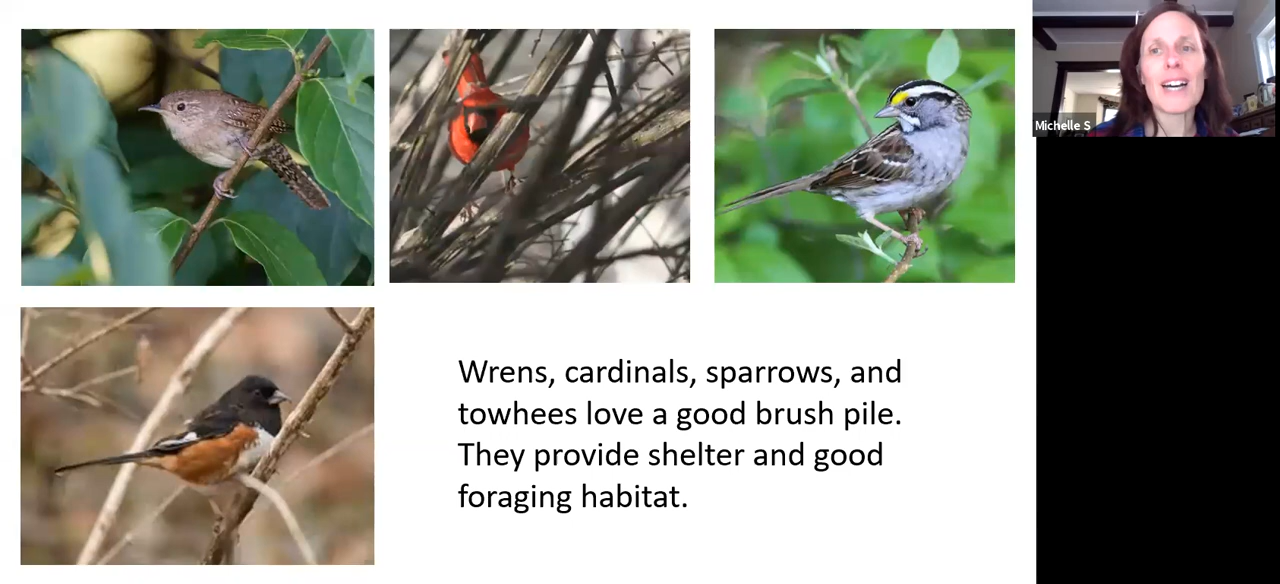 Michelle S
Wrens, cardinals, sparrows, and
towhees love a good brush pile.
They provide shelter and good
foraging habitat.